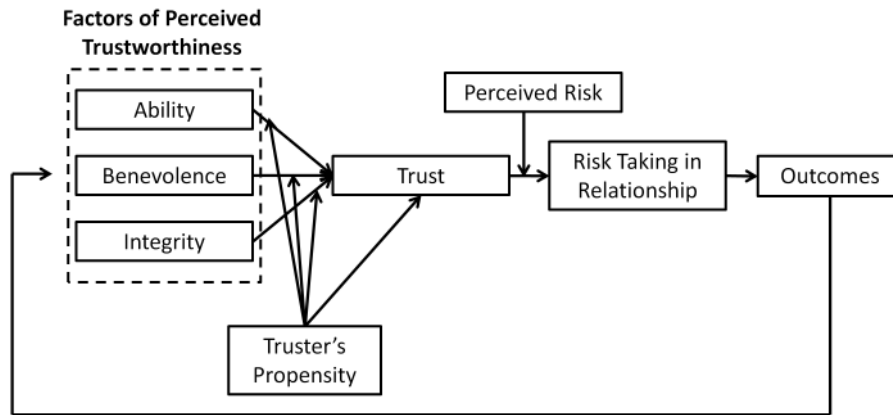 Factors of Perceived
Trustworthiness
Ability
Benevolence
Integrity
Perceived Risk
Trust
Risk Taking in
Relationship
Outcomes
Truster's
Propensity